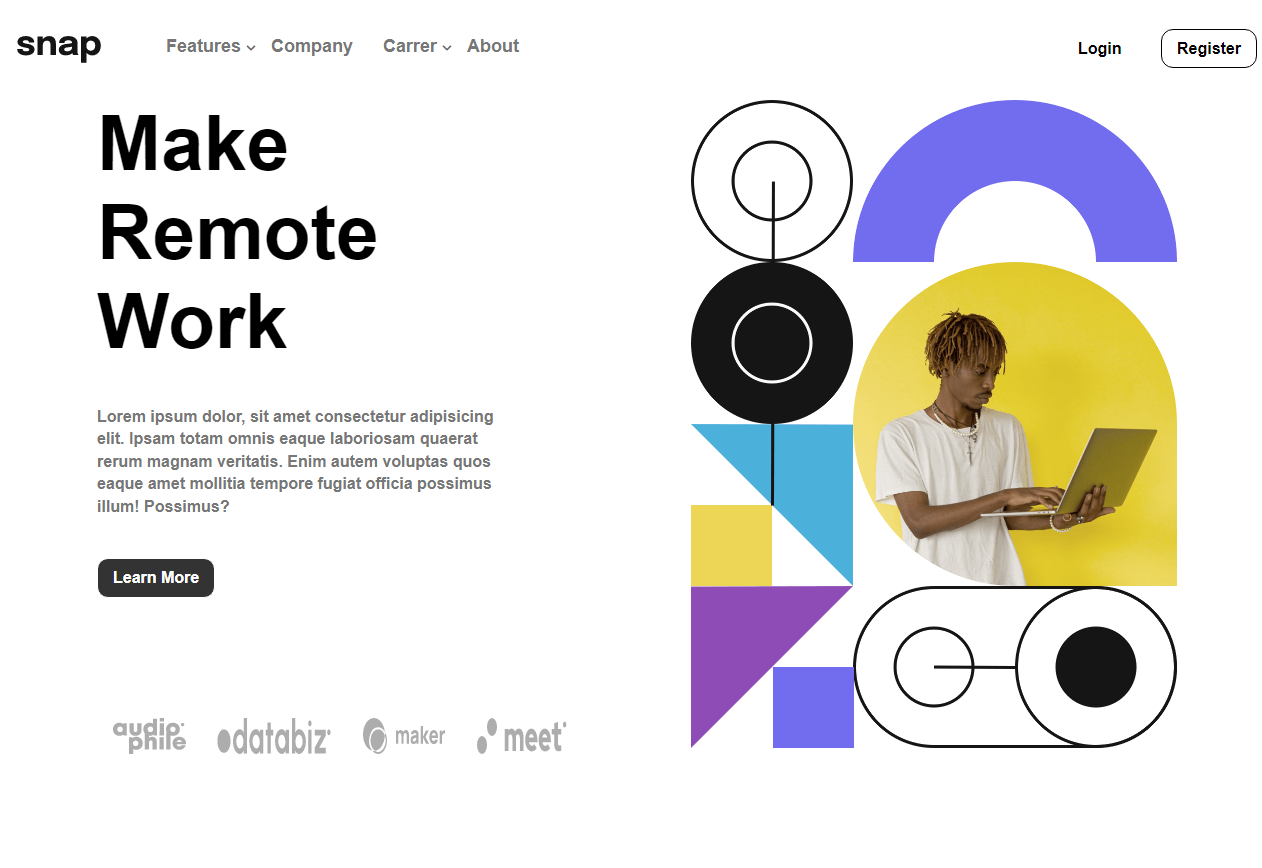 snap Features Company Carrer About Login Register
Make
Remote
Work
Lorem ipsum dolor, sit amet consectetur adipisicing
elit. Ipsam totam omnis eaque laboriosam quaerat
rerum magnam veritatis. Enim autem voluptas quos
eaque amet mollitia tempore fugiat officia possimus
illum! Possimus?
Learn More
audiophile databiz maker meet